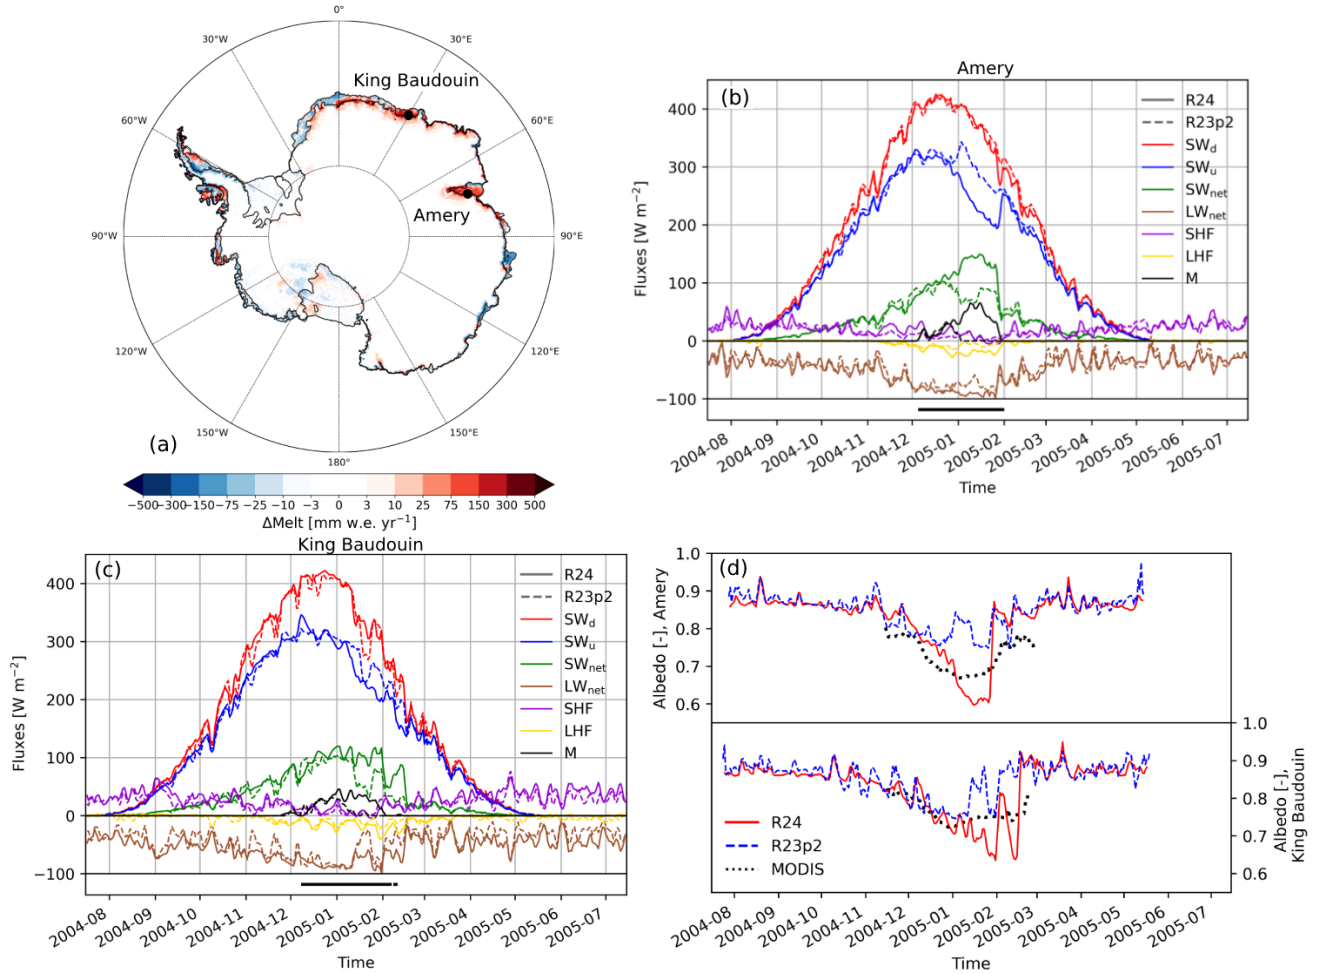 0°
30°W
30°E
King Baudouin
60°W
60°E
Amery
90°W
90°E
120°W
120°E
150°W
150°E
(a)
180°
−500 −300 −150 −75 −25 −10 −3 0 3 10 25 75 150 300 500
ΔMelt [mm w.e. yr⁻¹]
Amery
(b)
R24
R23p2
SW_d
SW_u
SW_net
LW_net
SHF
LHF
M
400
300
200
100
0
−100
Fluxes [W m⁻²]
2004-08 2004-09 2004-10 2004-11 2004-12 2005-01 2005-02 2005-03 2005-04 2005-05 2005-06 2005-07
Time
King Baudouin
(c)
R24
R23p2
SW_d
SW_u
SW_net
LW_net
SHF
LHF
M
400
300
200
100
0
−100
Fluxes [W m⁻²]
2004-08 2004-09 2004-10 2004-11 2004-12 2005-01 2005-02 2005-03 2005-04 2005-05 2005-06 2005-07
Time
(d)
1.0
0.9
0.8
0.7
0.6
Albedo [-], Amery
1.0
0.9
0.8
0.7
0.6
Albedo [-],
King Baudouin
R24
R23p2
MODIS
2004-08 2004-09 2004-10 2004-11 2004-12 2005-01 2005-02 2005-03 2005-04 2005-05 2005-06 2005-07
Time